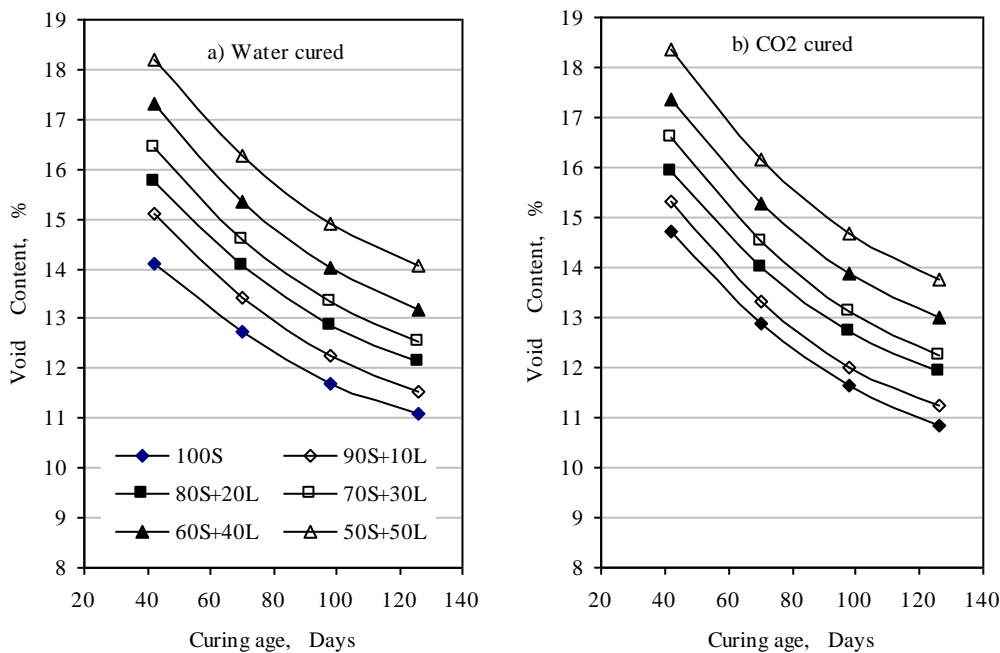 a) Water cured
19
18
17
16
15
14
13
12
11
10
9
8
Void Content, %
100S
90S+10L
80S+20L
70S+30L
60S+40L
50S+50L
20 40 60 80 100 120 140
Curing age, Days
b) CO2 cured
19
18
17
16
15
14
13
12
11
10
9
8
Void Content, %
20 40 60 80 100 120 140
Curing age, Days